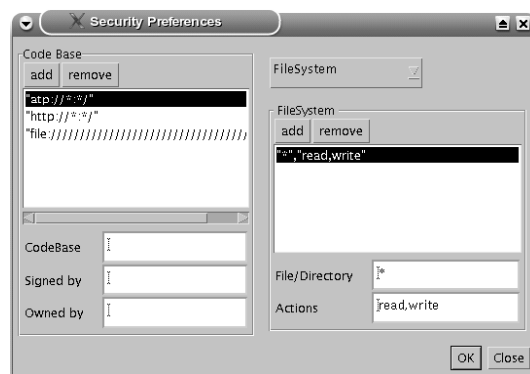 Security Preferences
Code Base
add remove
"atp://*:*/"
"http://*:*/"
"file:///////////////////////////////////
CodeBase
Signed by
Owned by
FileSystem
FileSystem
add remove
"*","read,write"
File/Directory *
Actions read,write
OK Close